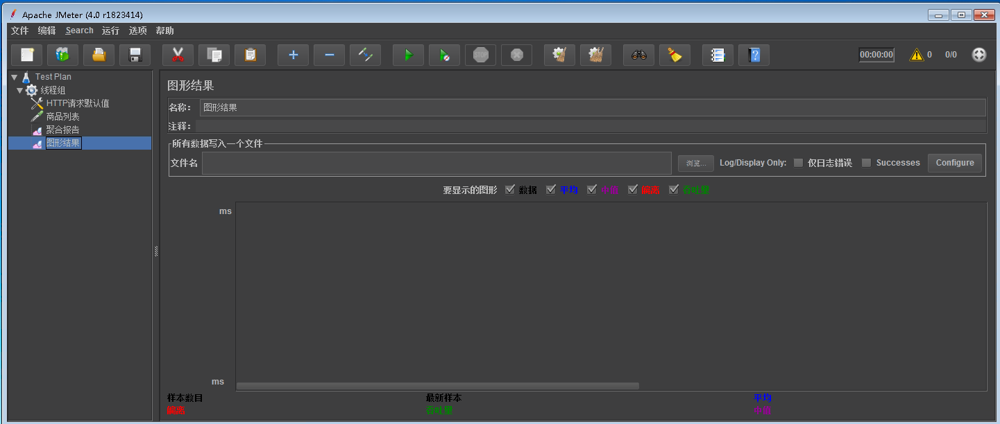 Apache JMeter (4.0 r1823414)
文件 编辑 Search 运行 选项 帮助
STOP
00:00:00 0 0/0
Test Plan
线程组
HTTP请求默认值
商品列表
聚合报告
图形结果
图形结果
名称： 图形结果
注释：
所有数据写入一个文件
文件名 浏览... Log/Display Only: 仅日志错误 Successes Configure
要显示的图形 数据 平均 中值 偏离 吞吐量
ms
ms
样本数目 最新样本 平均
偏离 吞吐量 中值